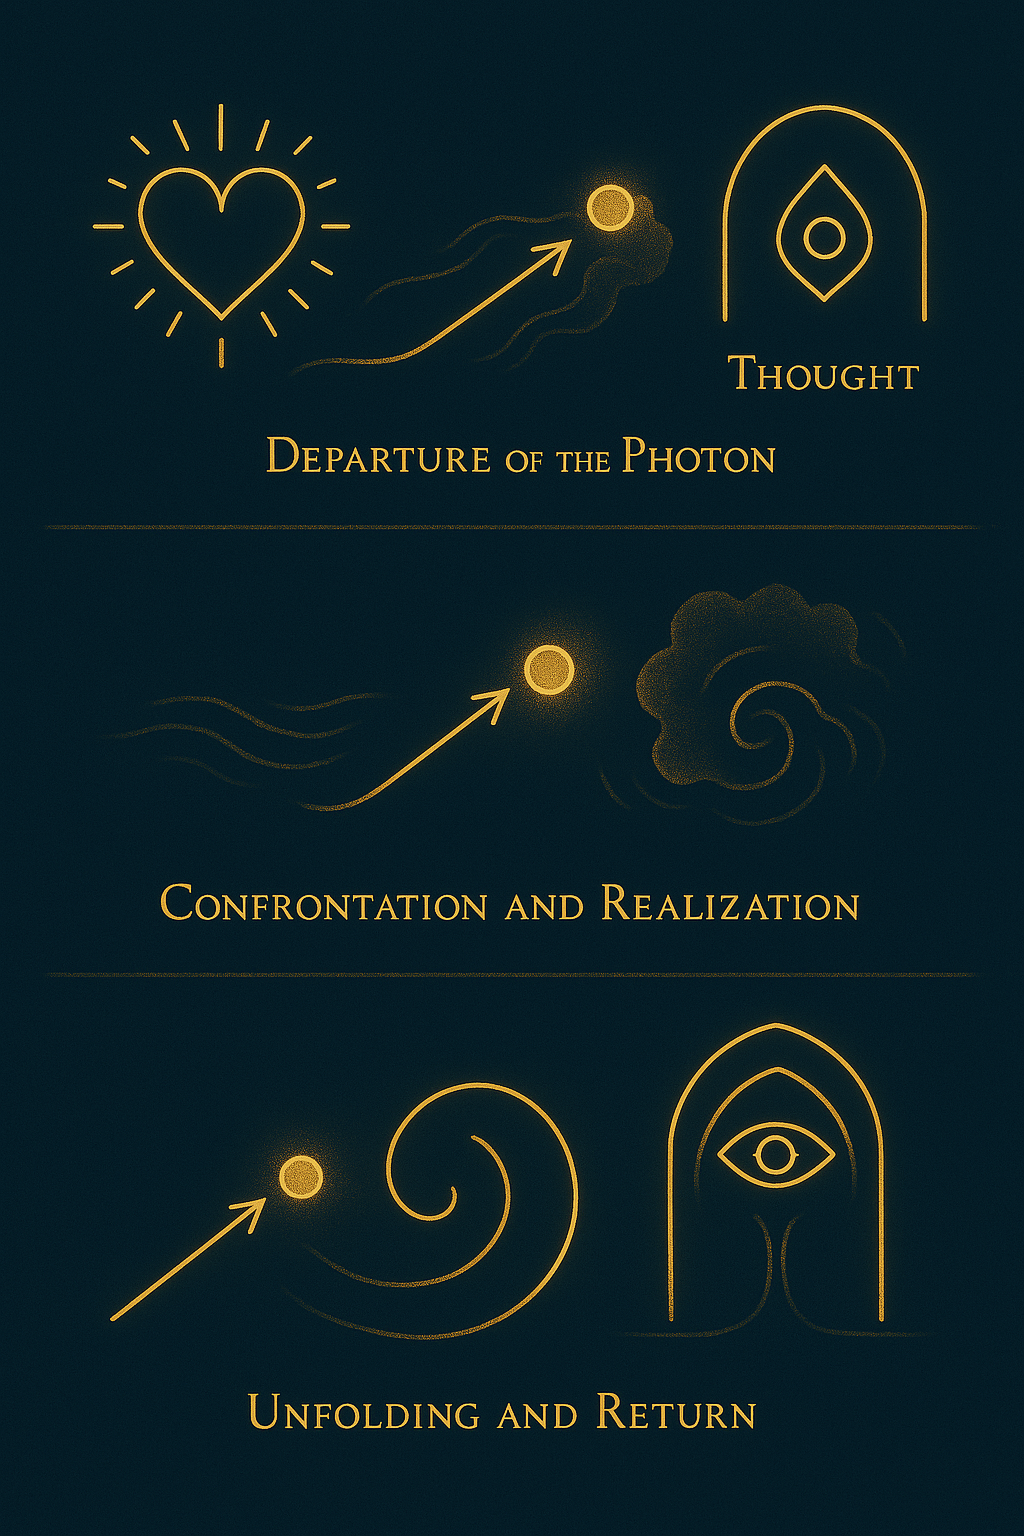 Thought
Departure of the Photon
Confrontation and Realization
Unfolding and Return